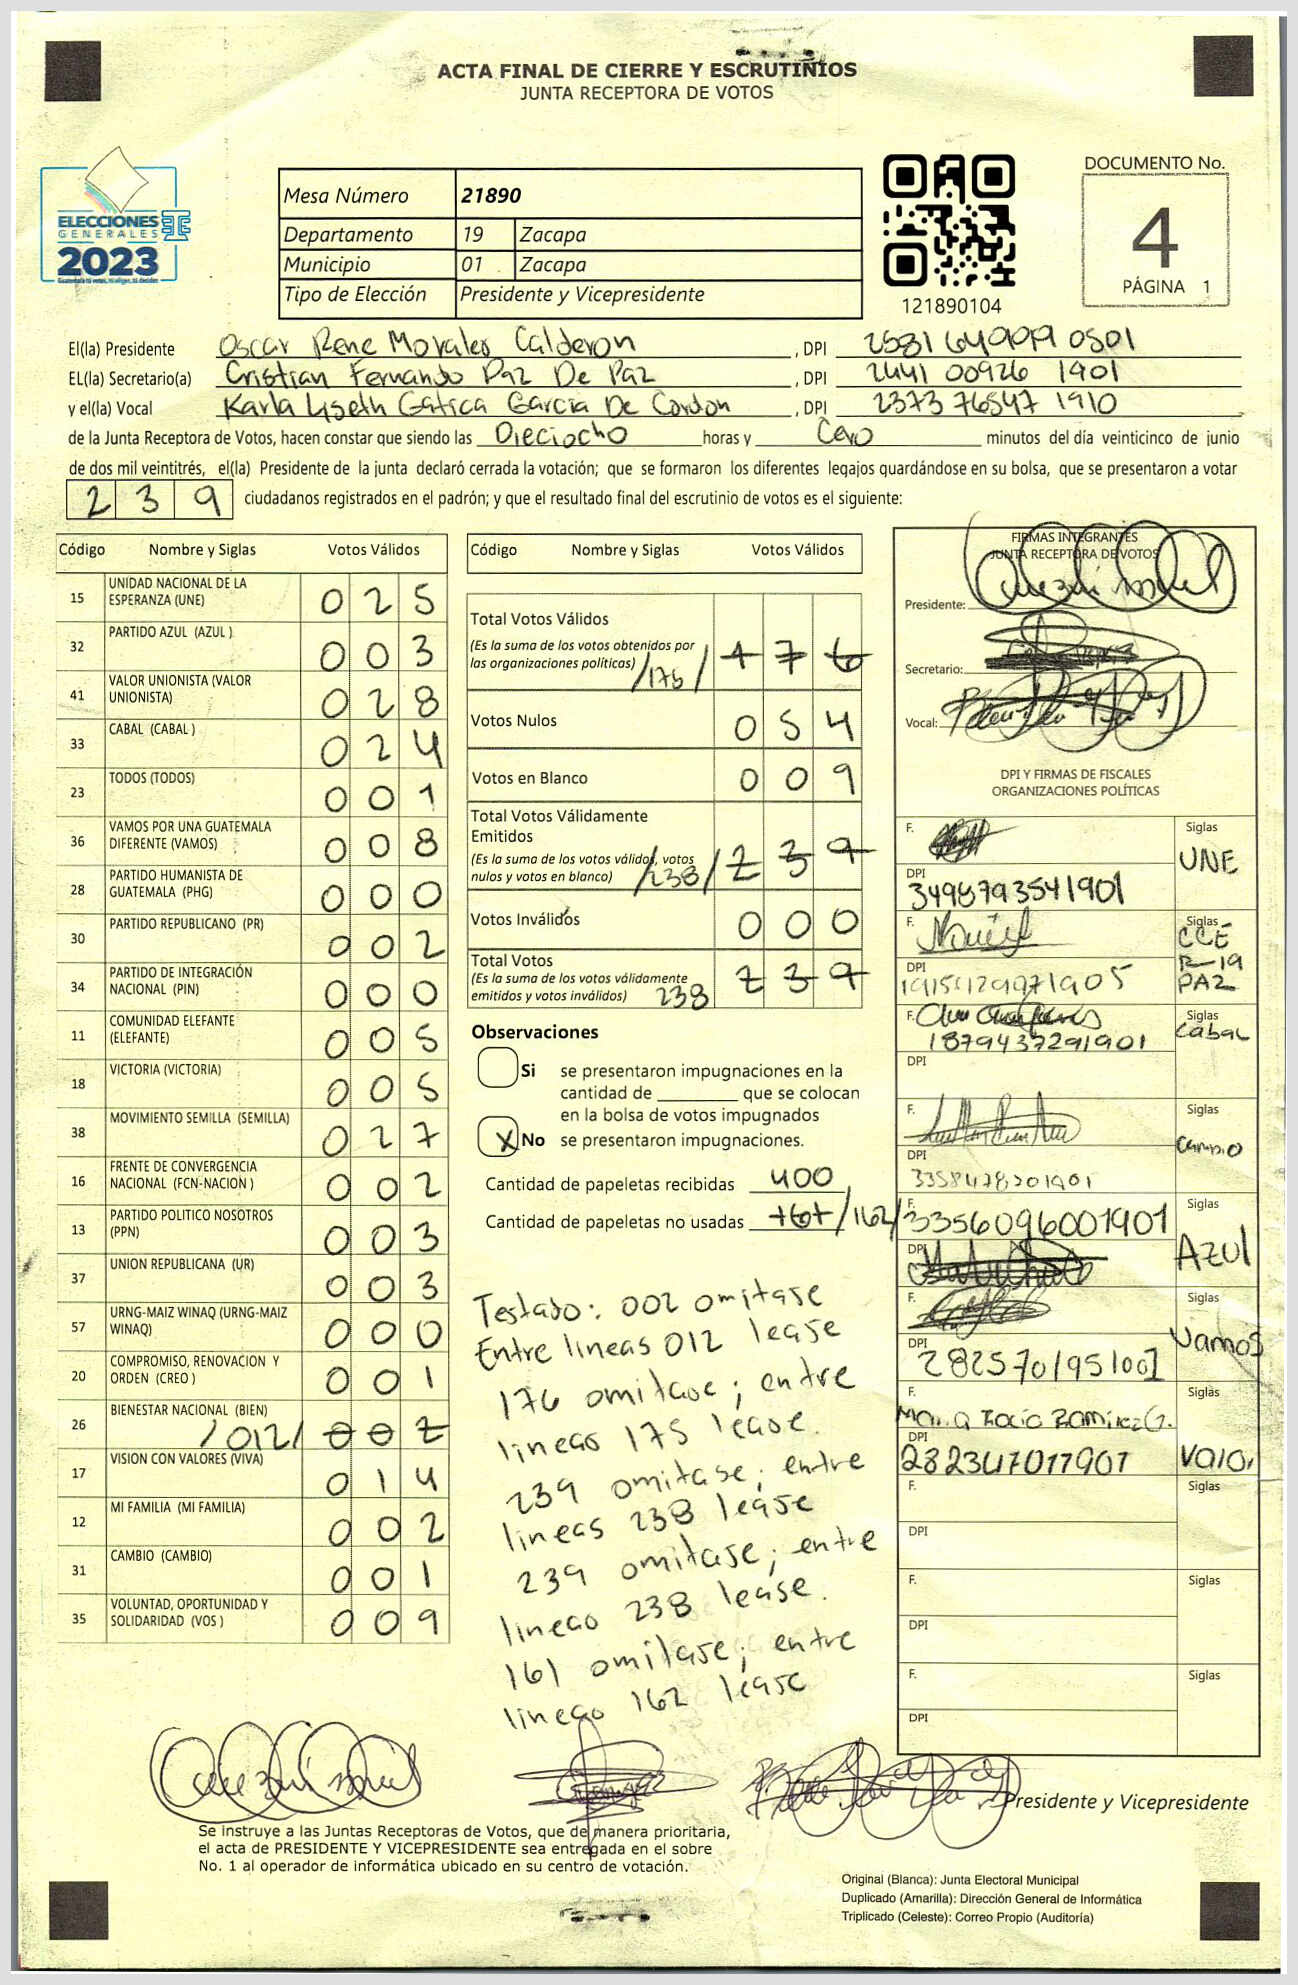 ACTA FINAL DE CIERRE Y ESCRUTINIOS
JUNTA RECEPTORA DE VOTOS
ELECCIONES
GENERALES
2023
Mesa Número 21890
Departamento 19 Zacapa
Municipio 01 Zacapa
Tipo de Elección Presidente y Vicepresidente
121890104
DOCUMENTO No.
4
PÁGINA 1
El(la) Presidente Oscar Rene Morales Calderon , DPI 0501
EL(la) Secretario(a) Cristian Fernando Paz De Paz , DPI 2441 00926 1901
y el(la) Vocal Karla Liseth Gatica Garcia De Cordon , DPI 2373 76547 1910
de la Junta Receptora de Votos, hacen constar que siendo las Dieciocho horas y Cero minutos del día veinticinco de junio
de dos mil veintitrés, el(la) Presidente de la junta declaró cerrada la votación; que se formaron los diferentes legajos guardándose en su bolsa, que se presentaron a votar
239 ciudadanos registrados en el padrón; y que el resultado final del escrutinio de votos es el siguiente:
Código Nombre y Siglas Votos Válidos
15 UNIDAD NACIONAL DE LA ESPERANZA (UNE) 0 2 5
32 PARTIDO AZUL (AZUL ) 0 0 3
41 VALOR UNIONISTA (VALOR UNIONISTA) 0 2 8
33 CABAL (CABAL ) 0 2 4
23 TODOS (TODOS) 0 0 1
36 VAMOS POR UNA GUATEMALA DIFERENTE (VAMOS) 0 0 8
28 PARTIDO HUMANISTA DE GUATEMALA (PHG) 0 0 0
30 PARTIDO REPUBLICANO (PR) 0 0 2
34 PARTIDO DE INTEGRACIÓN NACIONAL (PIN) 0 0 0
11 COMUNIDAD ELEFANTE (ELEFANTE) 0 0 5
18 VICTORIA (VICTORIA) 0 0 5
38 MOVIMIENTO SEMILLA (SEMILLA) 0 2 7
16 FRENTE DE CONVERGENCIA NACIONAL (FCN-NACION ) 0 0 2
13 PARTIDO POLITICO NOSOTROS (PPN) 0 0 3
37 UNION REPUBLICANA (UR) 0 0 3
57 URNG-MAIZ WINAQ (URNG-MAIZ WINAQ) 0 0 0
20 COMPROMISO, RENOVACION Y ORDEN (CREO ) 0 0 1
26 BIENESTAR NACIONAL (BIEN) /012/ 0 0 2
17 VISION CON VALORES (VIVA) 0 1 4
12 MI FAMILIA (MI FAMILIA) 0 0 2
31 CAMBIO (CAMBIO) 0 0 1
35 VOLUNTAD, OPORTUNIDAD Y SOLIDARIDAD (VOS ) 0 0 9
Código Nombre y Siglas Votos Válidos
Total Votos Válidos
(Es la suma de los votos obtenidos por
las organizaciones políticas) /175/ 1 7 6
Votos Nulos 0 5 4
Votos en Blanco 0 0 9
Total Votos Válidamente
Emitidos
(Es la suma de los votos válidos, votos
nulos y votos en blanco) /238/ 2 3 9
Votos Inválidos 0 0 0
Total Votos
(Es la suma de los votos válidamente
emitidos y votos inválidos) 238 2 3 9
Observaciones
Si se presentaron impugnaciones en la
cantidad de ________ que se colocan
en la bolsa de votos impugnados
X No se presentaron impugnaciones.
Cantidad de papeletas recibidas 400
Cantidad de papeletas no usadas 161 /162/
Testado: 002 omitase
Entre lineas 012 lease
176 omitase; entre
lineas 175 lease.
239 omitase; entre
lineas 238 lease
239 omitase; entre
lineas 238 lease.
161 omitase; entre
lineas 162 lease
FIRMAS INTEGRANTES
JUNTA RECEPTORA DE VOTOS
Presidente:
Secretario:
Vocal:
DPI Y FIRMAS DE FISCALES
ORGANIZACIONES POLÍTICAS
F. Siglas UNE
DPI 3498793541901
F. Siglas CCE
R-19
PAZ
DPI
F. Siglas Cabal
1879437291901
DPI
F. Siglas Cambio
DPI 3358478201901
F. 3356096001901 Siglas Azul
DPI
F. Siglas Vamos
DPI 2825701951001
F. Maria Rocio Ramirez G. Siglas Valor
DPI 2823417017901
F. Siglas
DPI
F. Siglas
DPI
F. Siglas
DPI
Presidente y Vicepresidente
Se instruye a las Juntas Receptoras de Votos, que de manera prioritaria,
el acta de PRESIDENTE Y VICEPRESIDENTE sea entregada en el sobre
No. 1 al operador de informática ubicado en su centro de votación.
Original (Blanca): Junta Electoral Municipal
Duplicado (Amarilla): Dirección General de Informática
Triplicado (Celeste): Correo Propio (Auditoría)